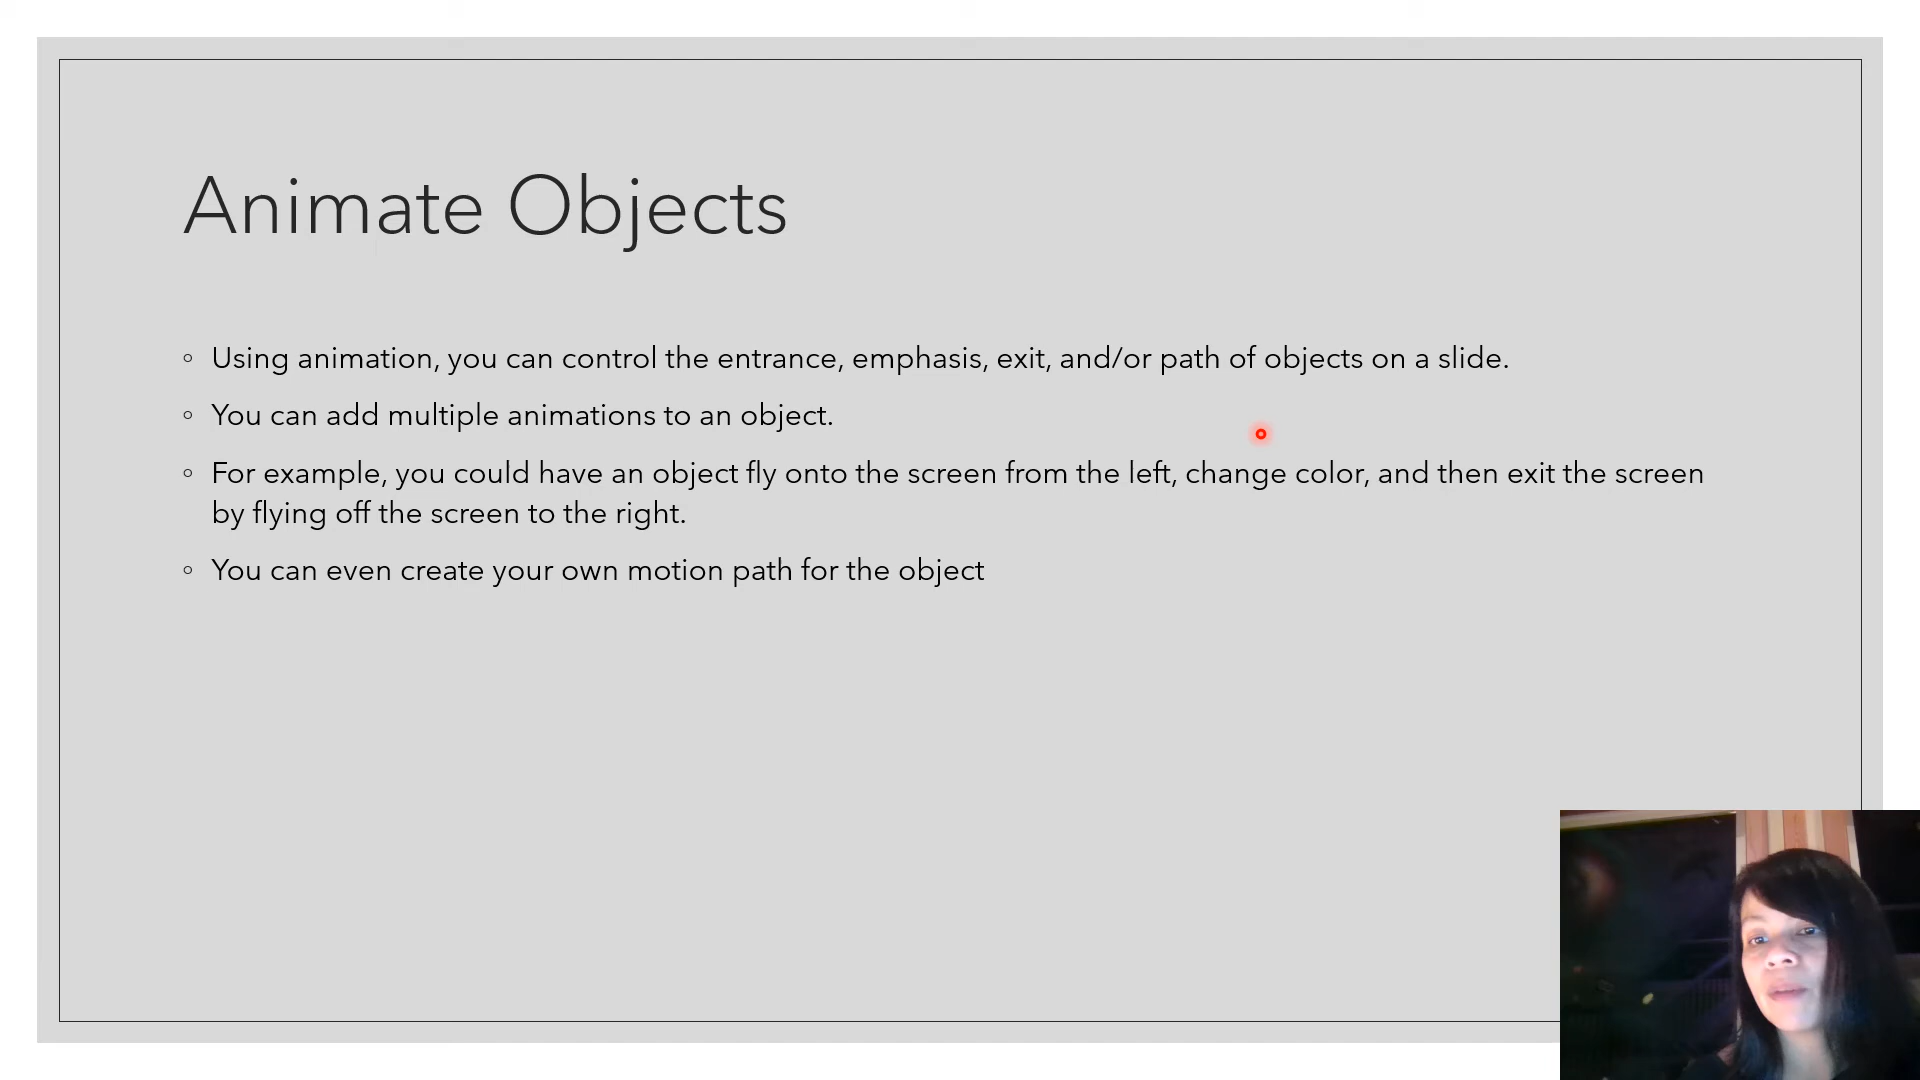 Animate Objects
Using animation, you can control the entrance, emphasis, exit, and/or path of objects on a slide.
You can add multiple animations to an object.
For example, you could have an object fly onto the screen from the left, change color, and then exit the screen
by flying off the screen to the right.
You can even create your own motion path for the object